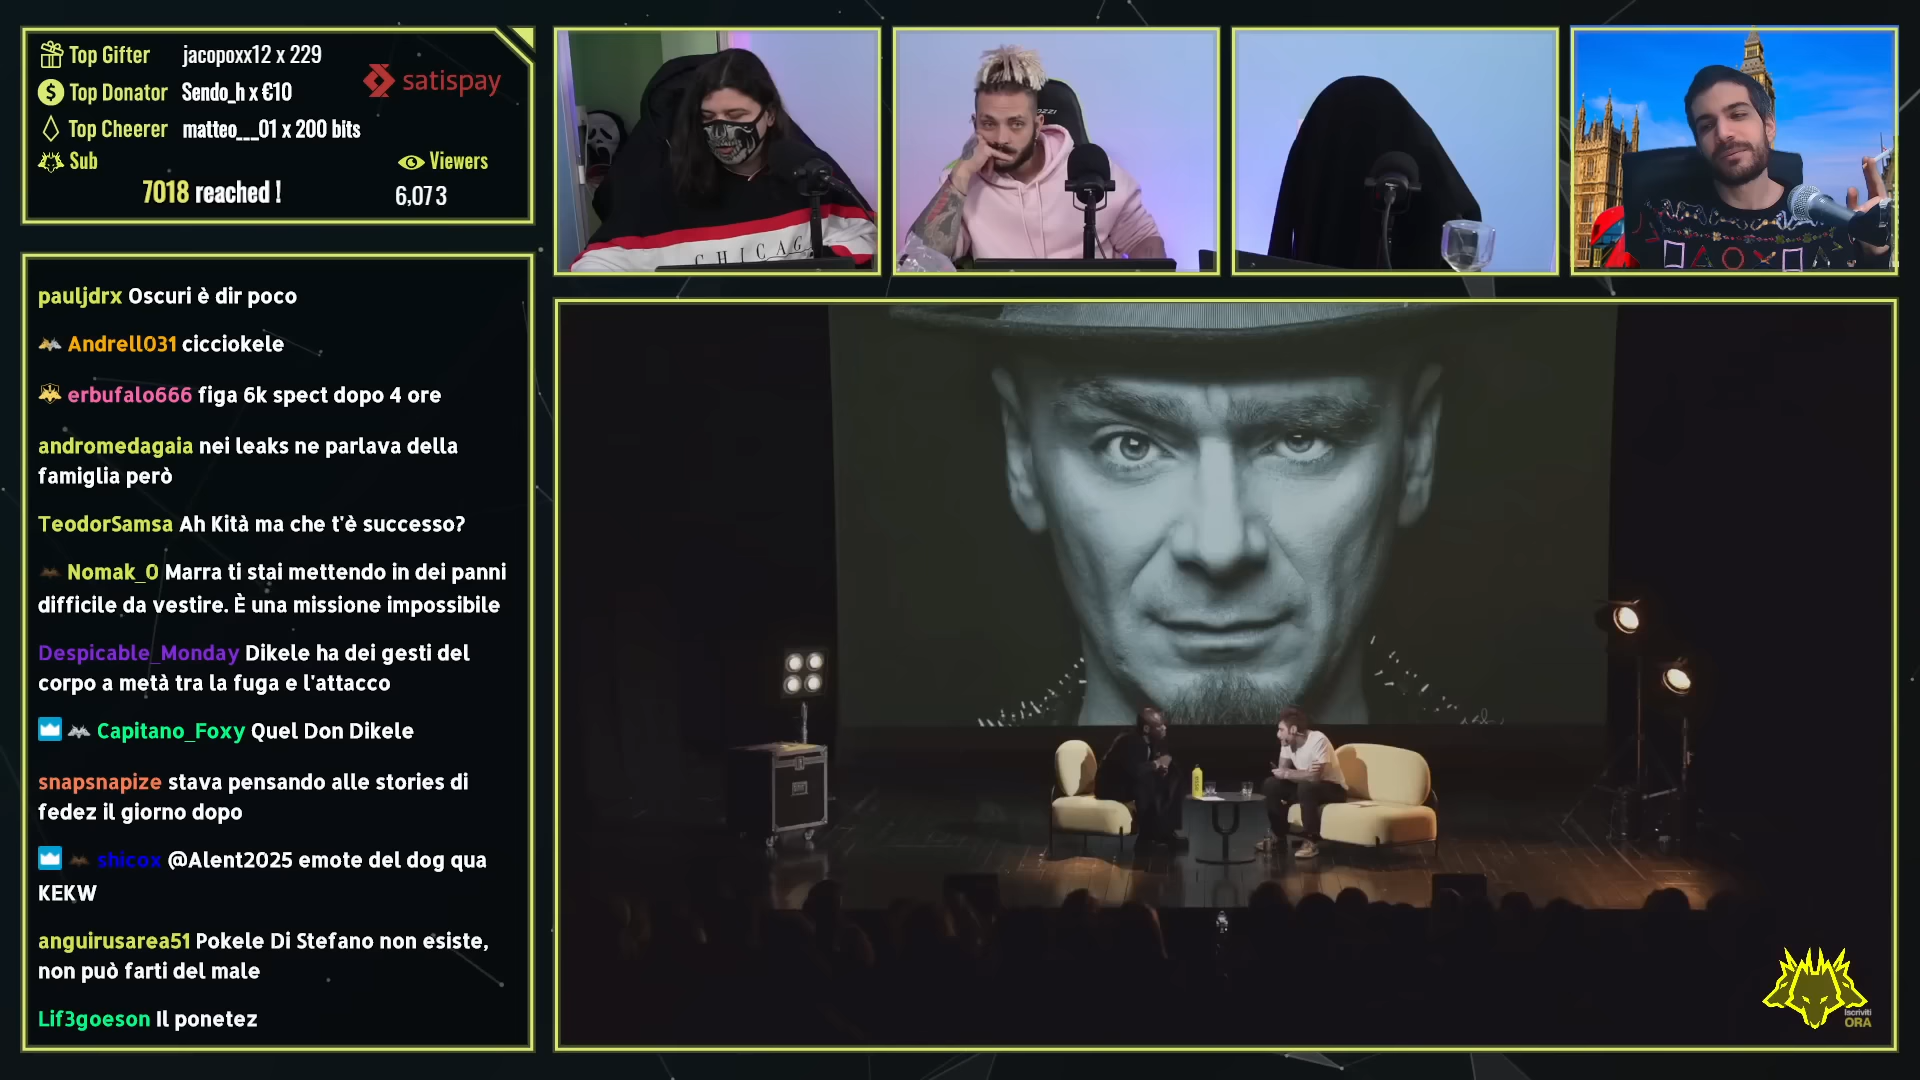 Top Gifter jacopoxx12 x 229
satispay
Top Donator Sendo_h x €10
Top Cheerer matteo___01 x 200 bits
Sub
Viewers
7018 reached !
6,073
CHICAG
pauljdrx Oscuri è dir poco
Andrell031 cicciokele
erbufalo666 figa 6k spect dopo 4 ore
andromedagaia nei leaks ne parlava della
famiglia però
TeodorSamsa Ah Kità ma che t'è successo?
Nomak_0 Marra ti stai mettendo in dei panni
difficile da vestire. È una missione impossibile
Despicable_Monday Dikele ha dei gesti del
corpo a metà tra la fuga e l'attacco
Capitano_Foxy Quel Don Dikele
snapsnapize stava pensando alle stories di
fedez il giorno dopo
shicox @Alent2025 emote del dog qua
KEKW
anguirusarea51 Pokele Di Stefano non esiste,
non può farti del male
Lif3goeson Il ponetez
Iscriviti
ORA